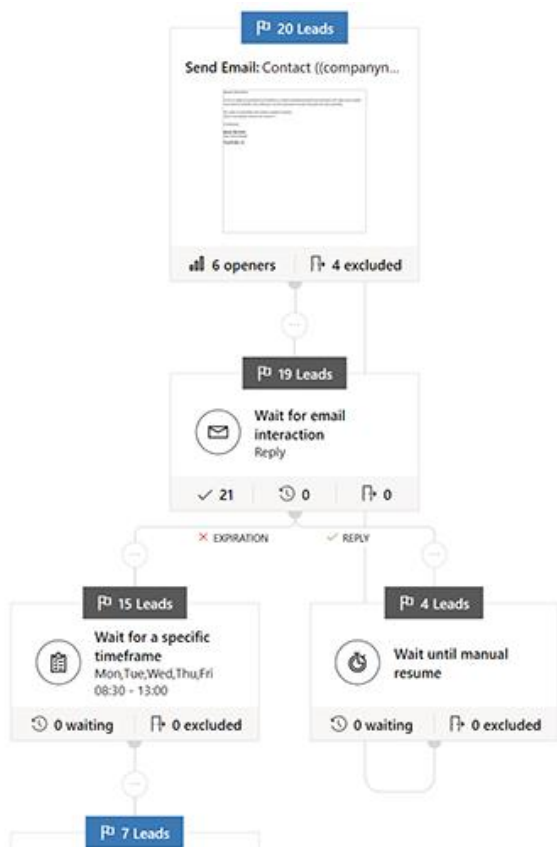 20 Leads
Send Email: Contact ((companyn...
6 openers
4 excluded
19 Leads
Wait for email
interaction
Reply
21
0
0
EXPIRATION
REPLY
15 Leads
Wait for a specific
timeframe
Mon,Tue,Wed,Thu,Fri
08:30 - 13:00
0 waiting
0 excluded
4 Leads
Wait until manual
resume
0 waiting
0 excluded
7 Leads